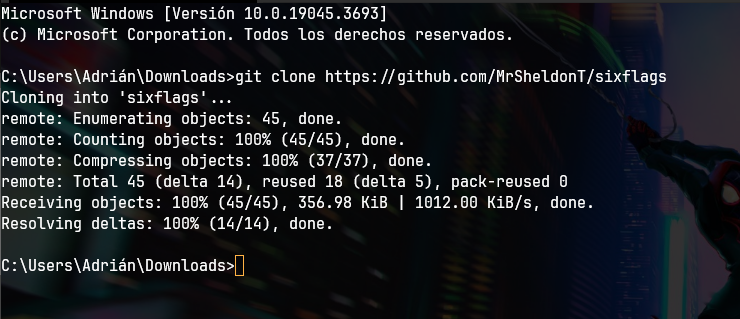 Microsoft Windows [Versión 10.0.19045.3693]
(c) Microsoft Corporation. Todos los derechos reservados.
C:\Users\Adrián\Downloads>git clone https://github.com/MrSheldonT/sixflags
Cloning into 'sixflags'...
remote: Enumerating objects: 45, done.
remote: Counting objects: 100% (45/45), done.
remote: Compressing objects: 100% (37/37), done.
remote: Total 45 (delta 14), reused 18 (delta 5), pack-reused 0
Receiving objects: 100% (45/45), 356.98 KiB | 1012.00 KiB/s, done.
Resolving deltas: 100% (14/14), done.
C:\Users\Adrián\Downloads>